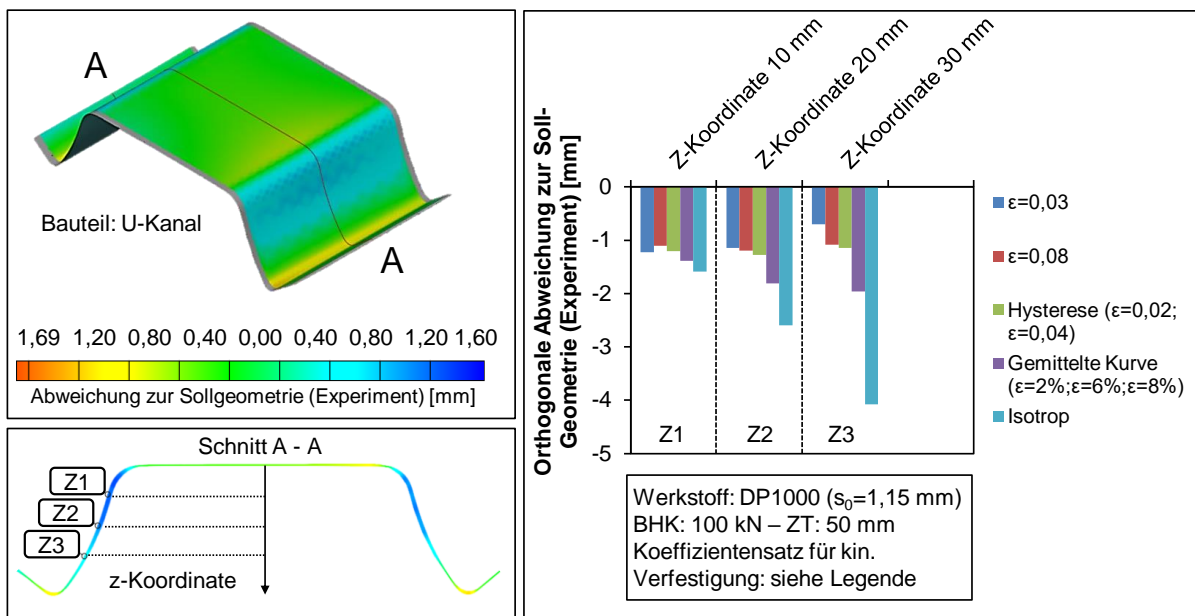 A
A
Bauteil: U-Kanal
1,69 1,20 0,80 0,40 0,00 0,40 0,80 1,20 1,60
Abweichung zur Sollgeometrie (Experiment) [mm]
Schnitt A - A
Z1
Z2
Z3
z-Koordinate
Z-Koordinate 10 mm
Z-Koordinate 20 mm
Z-Koordinate 30 mm
Orthogonale Abweichung zur Soll-
Geometrie (Experiment) [mm]
0
-1
-2
-3
-4
-5
Z1 Z2 Z3
ε=0,03
ε=0,08
Hysterese (ε=0,02;
ε=0,04)
Gemittelte Kurve
(ε=2%;ε=6%;ε=8%)
Isotrop
Werkstoff: DP1000 (s₀=1,15 mm)
BHK: 100 kN – ZT: 50 mm
Koeffizientensatz für kin.
Verfestigung: siehe Legende